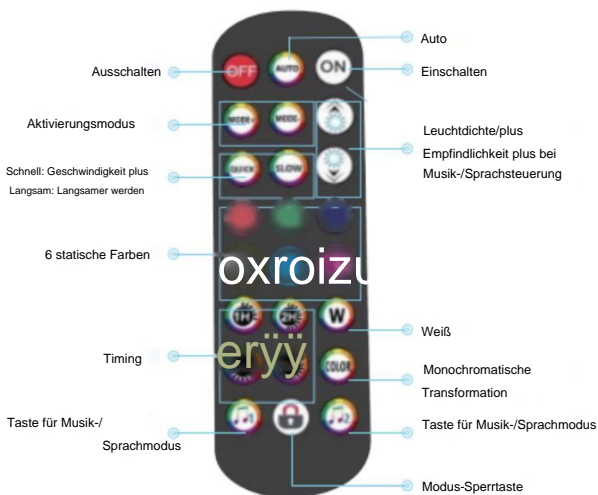 Auto
Ausschalten
OFF
AUTO
ON
Einschalten
Aktivierungsmodus
MODE+
MODE-
Leuchtdichte/plus
Empfindlichkeit plus bei
Musik-/Sprachsteuerung
Schnell: Geschwindigkeit plus
Langsam: Langsamer werden
QUICK
SLOW
6 statische Farben
oxroizu
1H
2H
W
Weiß
Timing
eryÿ
COLOR
Monochromatische
Transformation
Taste für Musik-/
Sprachmodus
Taste für Musik-/Sprachmodus
Modus-Sperrtaste